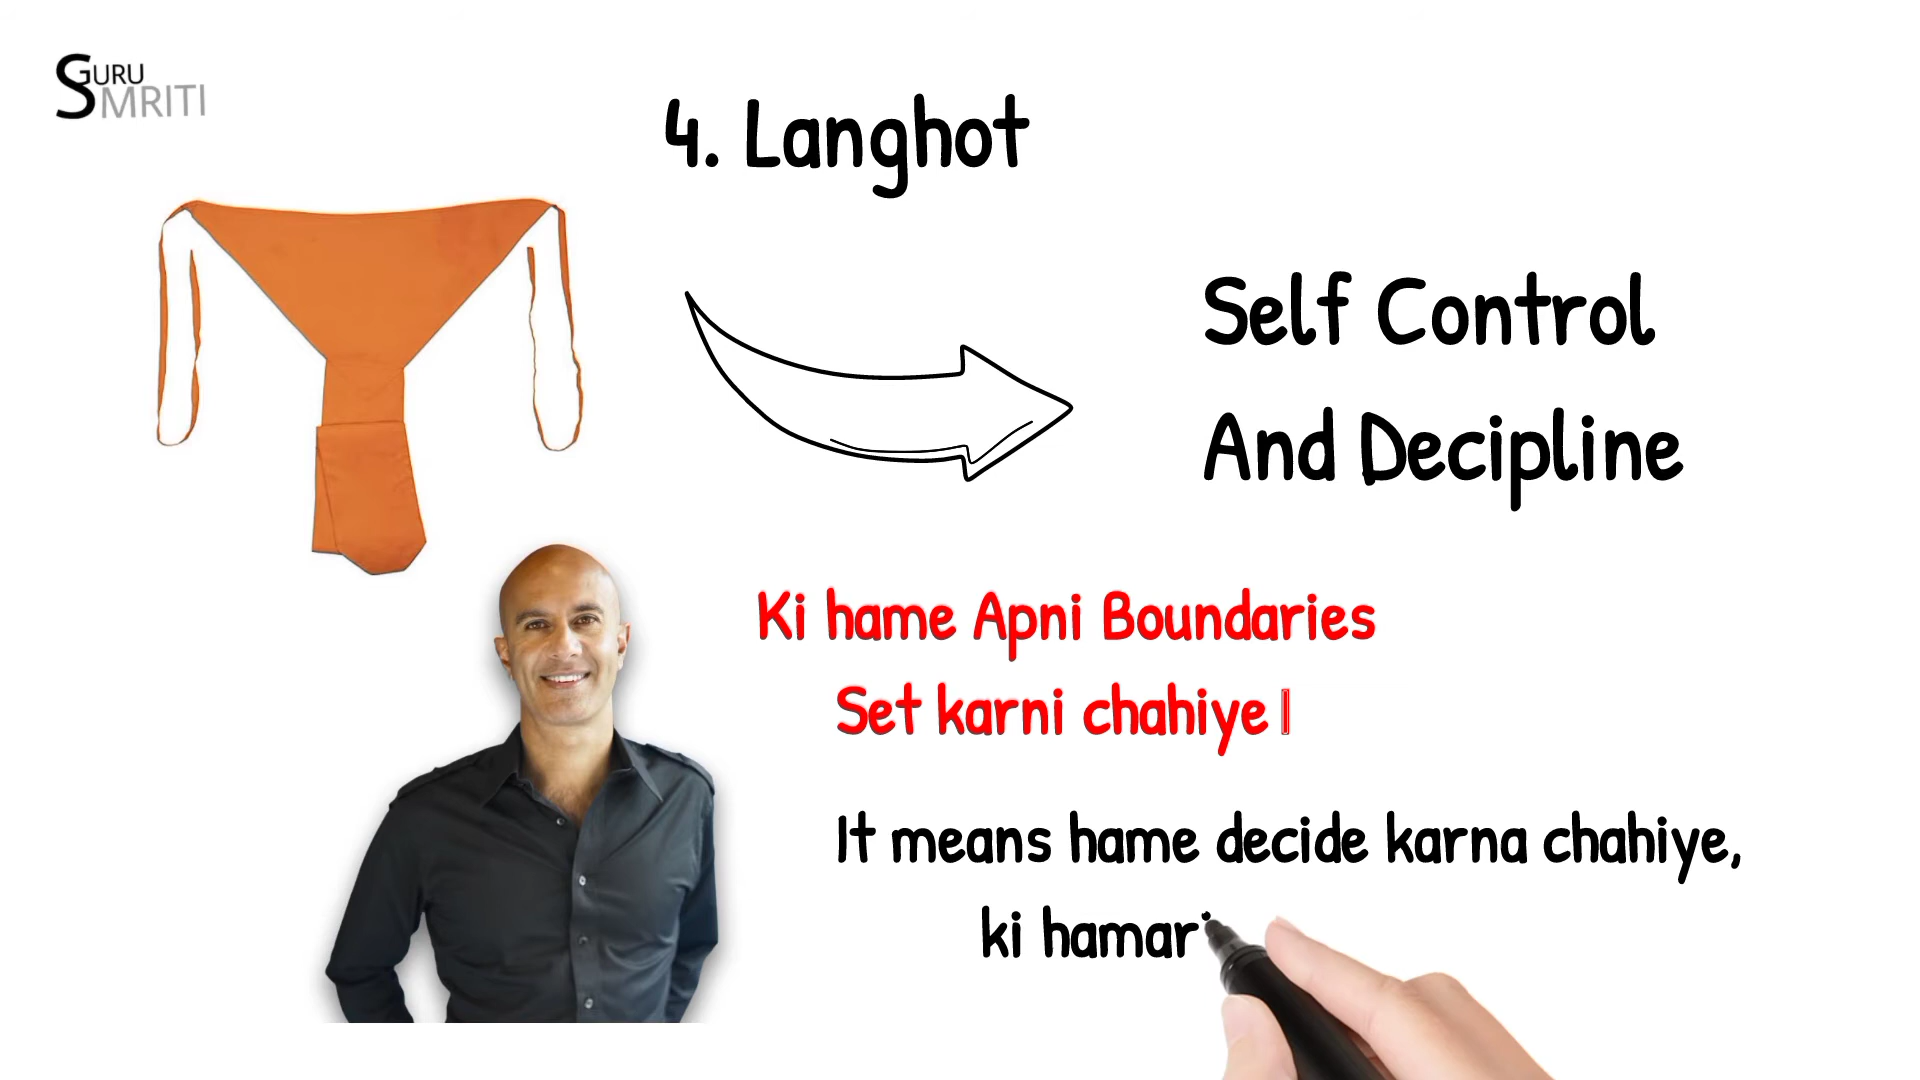 GURU
SMRITI
4. Langhot
Self Control
And Decipline
Ki hame Apni Boundaries
Set karni chahiye
It means hame decide karna chahiye,
ki hamar